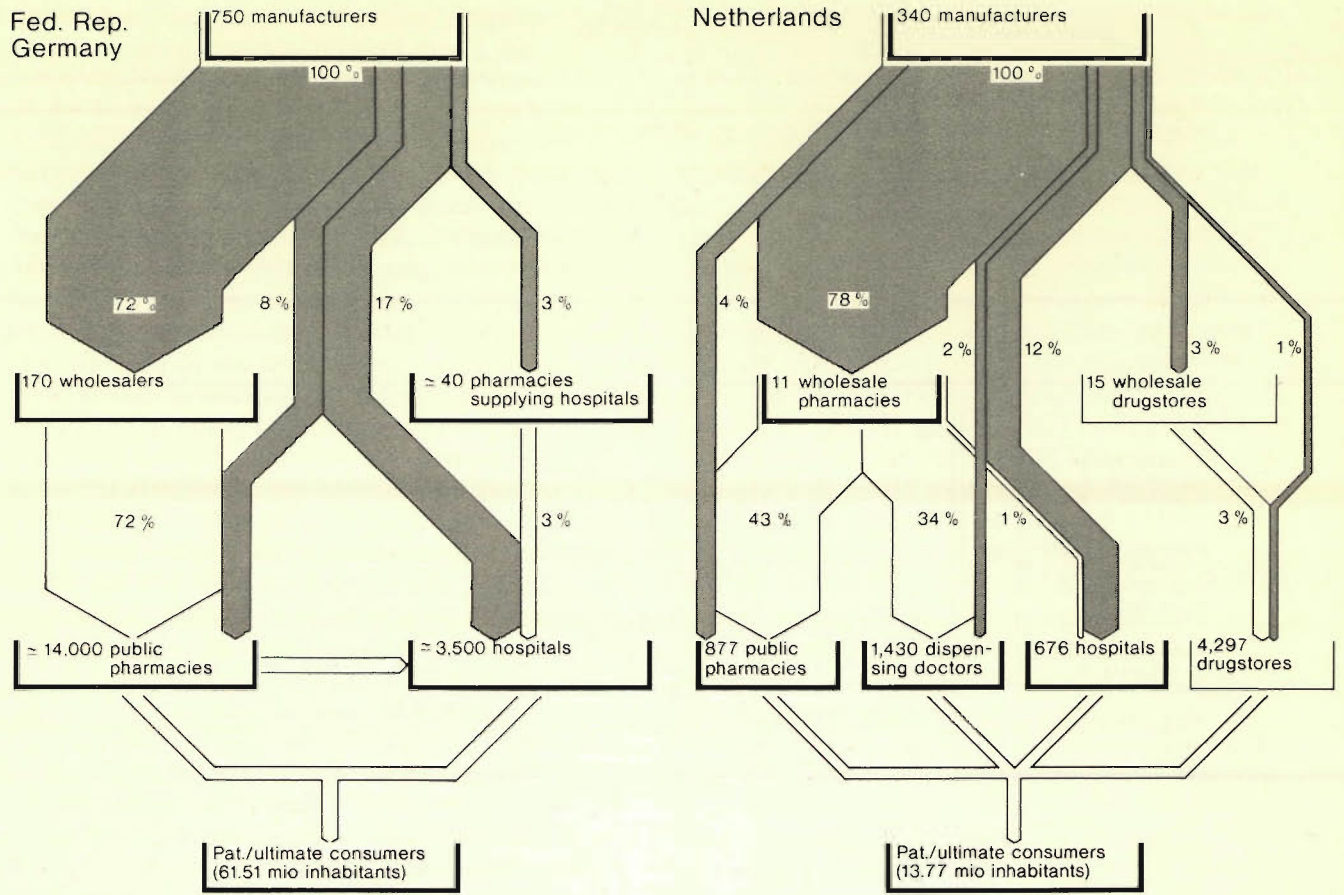 Fed. Rep.
Germany
750 manufacturers
100 %
72 %
8 %
17 %
3 %
170 wholesalers
≃ 40 pharmacies
supplying hospitals
72 %
3 %
≃ 14.000 public
pharmacies
≃ 3,500 hospitals
Pat./ultimate consumers
(61.51 mio inhabitants)
Netherlands
340 manufacturers
100 %
4 %
78 %
2 %
12 %
3 %
1 %
11 wholesale
pharmacies
15 wholesale
drugstores
43 %
34 %
1 %
3 %
877 public
pharmacies
1,430 dispen-
sing doctors
676 hospitals
4,297
drugstores
Pat./ultimate consumers
(13.77 mio inhabitants)